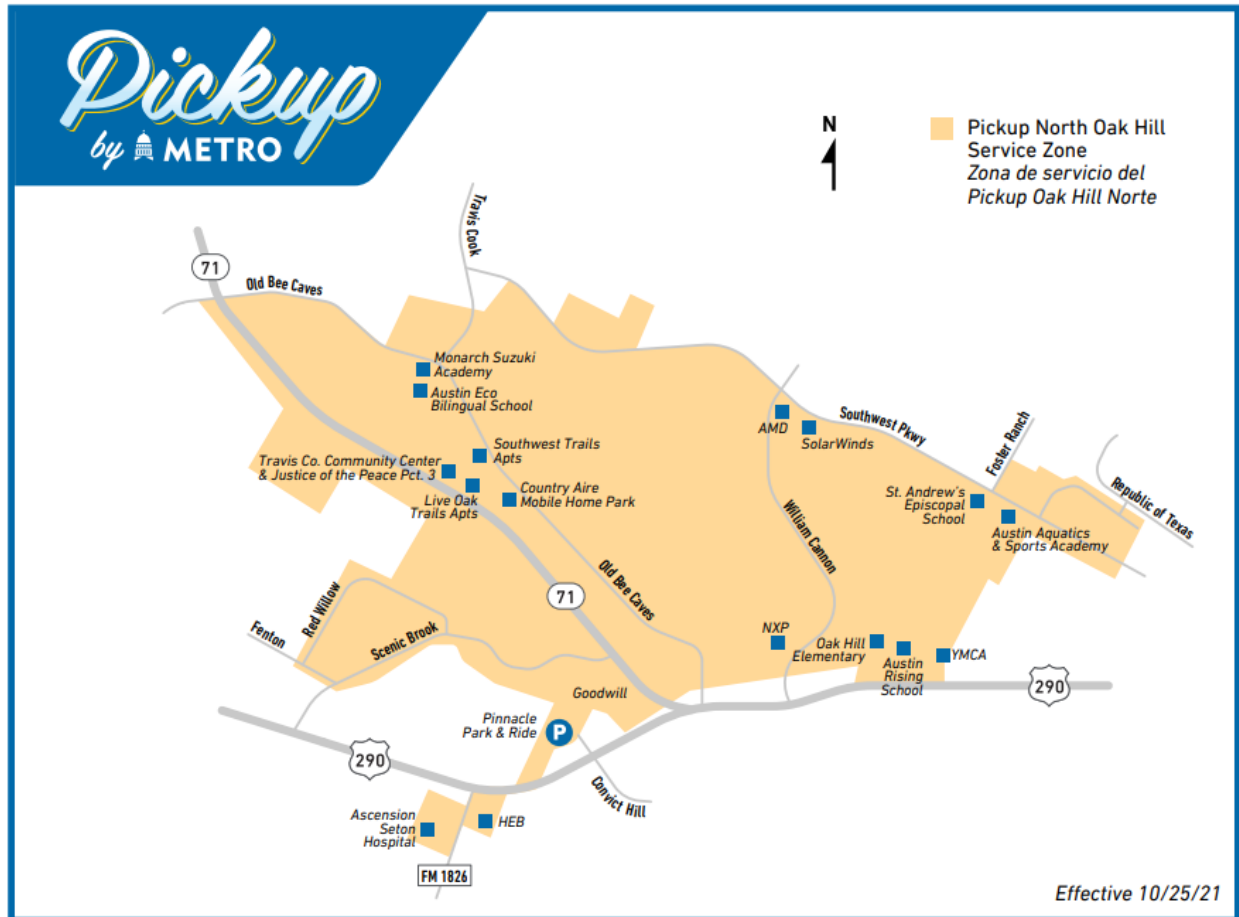 Pickup
by METRO
N
Pickup North Oak Hill
Service Zone
Zona de servicio del
Pickup Oak Hill Norte
Travis Cook
71
Old Bee Caves
Monarch Suzuki
Academy
Austin Eco
Bilingual School
AMD
SolarWinds
Southwest Pkwy
Foster Ranch
Republic of Texas
Southwest Trails
Apts
Travis Co. Community Center
& Justice of the Peace Pct. 3
Live Oak
Trails Apts
Country Aire
Mobile Home Park
St. Andrew's
Episcopal
School
Austin Aquatics
& Sports Academy
William Cannon
Old Bee Caves
71
Red Willow
Fenton
Scenic Brook
NXP
Oak Hill
Elementary
Austin
Rising
School
YMCA
290
Goodwill
Pinnacle
Park & Ride
P
290
Convict Hill
Ascension
Seton
Hospital
HEB
FM 1826
Effective 10/25/21